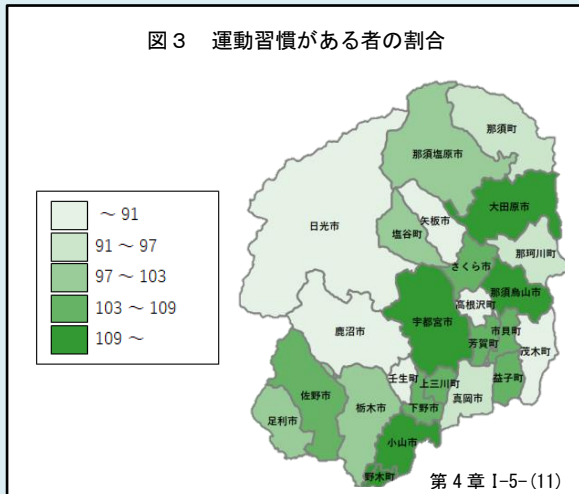 図３　運動習慣がある者の割合
～ 91
91 ～ 97
97 ～ 103
103 ～ 109
109 ～
那須町
那須塩原市
大田原市
日光市
矢板市
塩谷町
那珂川町
さくら市
那須烏山市
高根沢町
宇都宮市
市貝町
鹿沼市
芳賀町
茂木町
壬生町
上三川町
益子町
佐野市
栃木市
下野市
真岡市
足利市
小山市
野木町
第４章 I-5-(11)